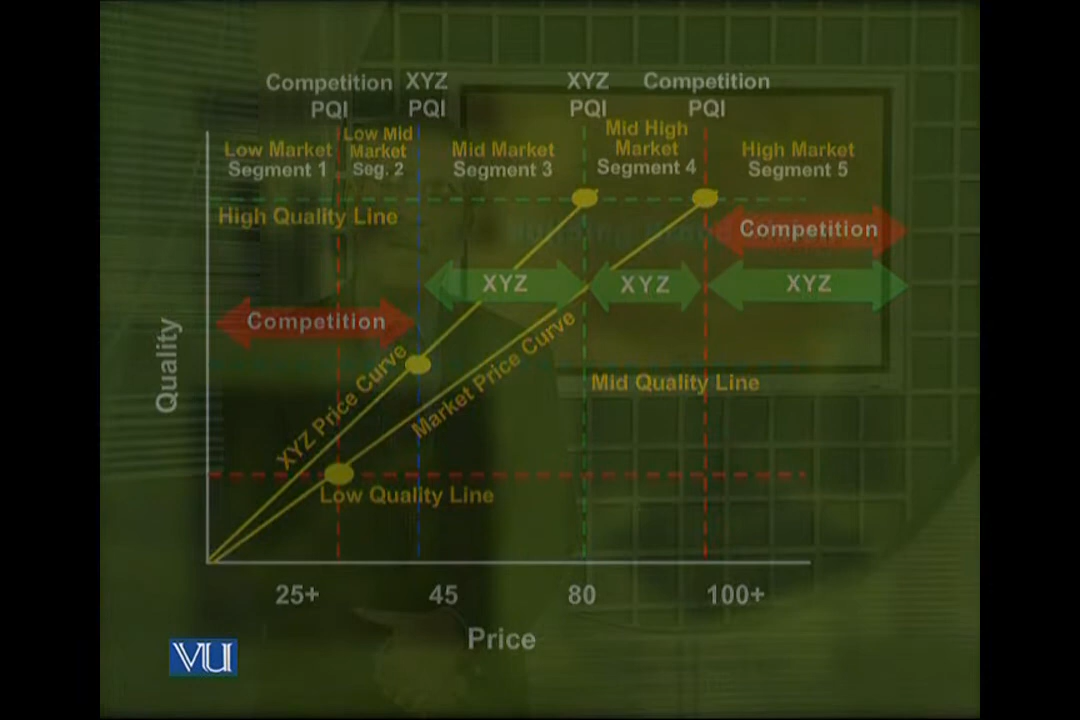 Competition
PQI
XYZ
PQI
XYZ
PQI
Competition
PQI
Low Market
Segment 1
Low Mid
Market
Seg. 2
Mid Market
Segment 3
Mid High
Market
Segment 4
High Market
Segment 5
High Quality Line
Competition
XYZ
XYZ
XYZ
Competition
Quality
XYZ Price Curve
Market Price Curve
Mid Quality Line
Low Quality Line
25+
45
80
100+
Price
VU